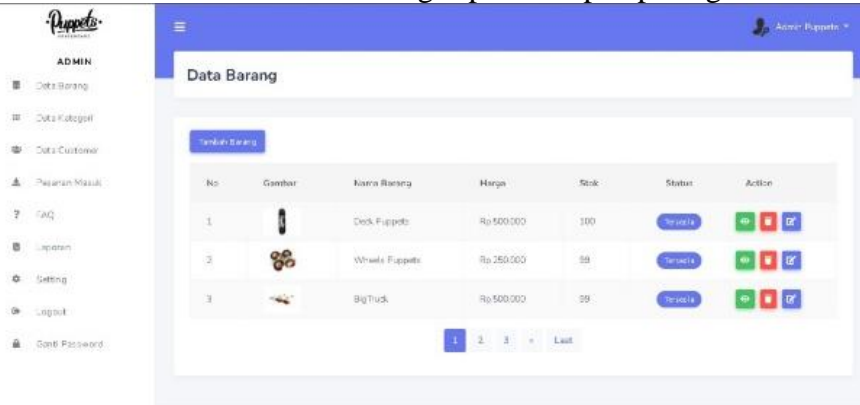 Puppets
Admin Puppets
ADMIN
Data Barang
Data Kategori
Data Customer
Pesanan Masuk
FAQ
Laporan
Setting
Logout
Ganti Password
Data Barang
Tambah Barang
No Gambar Nama Barang Harga Stok Status Action
1 Deck Puppets Rp 500.000 100 Tersedia
2 Wheels Puppets Rp 250.000 99 Tersedia
3 BigTruck Rp 500.000 99 Tersedia
1 2 3 » Last